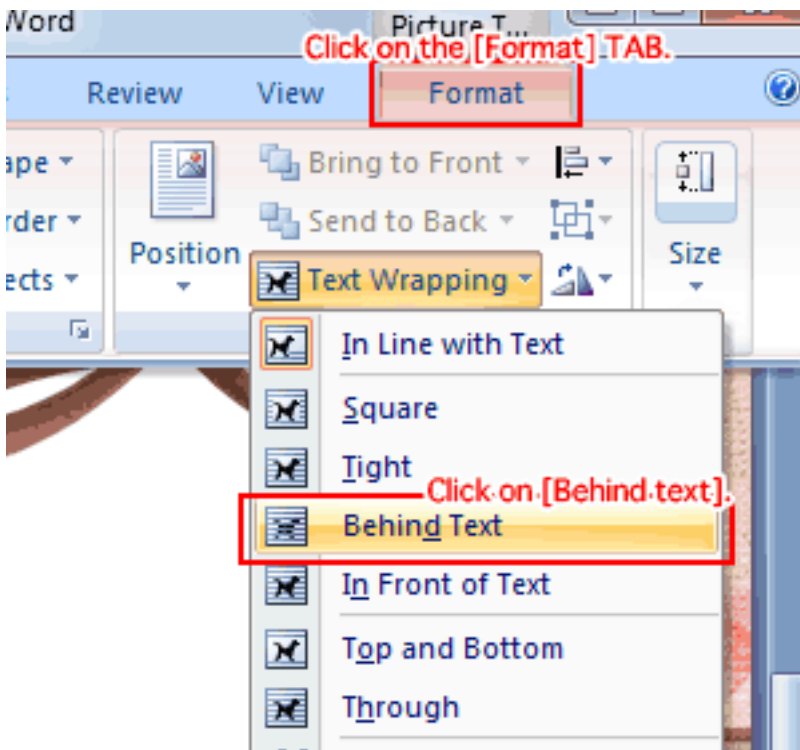 Word
Picture T...
Click on the [Format] TAB.
Review View Format
ape
Bring to Front
rder
Send to Back
Position
Size
ects
Text Wrapping
In Line with Text
Square
Tight
Click on [Behind text].
Behind Text
In Front of Text
Top and Bottom
Through